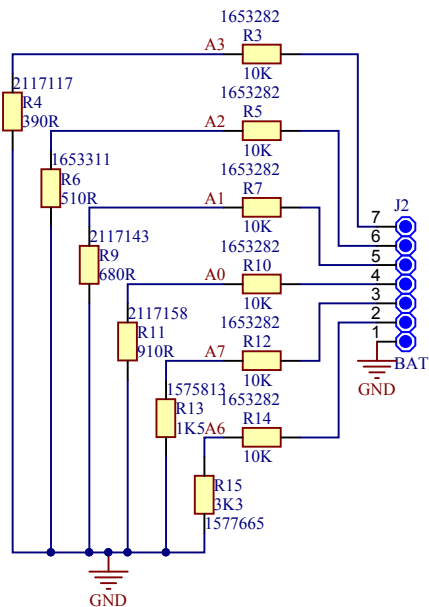 1653282
A3 R3
10K
2117117
R4
390R
1653282
A2 R5
10K
1653311
R6
510R
1653282
A1 R7
10K
2117143
R9
680R
1653282
A0 R10
10K
2117158
R11
910R
1653282
A7 R12
10K
1575813
R13
1K5
1653282
A6 R14
10K
R15
3K3
1577665
J2
7
6
5
4
3
2
1
BAT
GND
GND